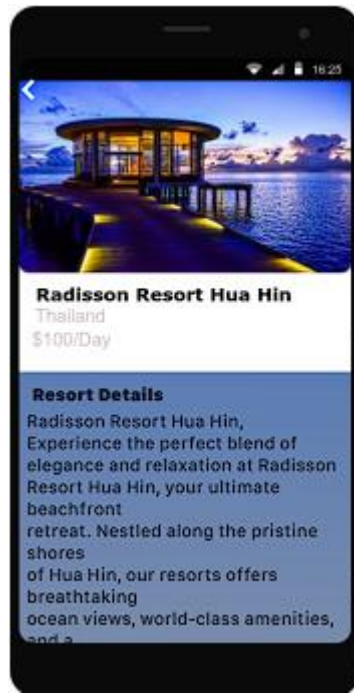 16:25
Radisson Resort Hua Hin
Thailand
$100/Day
Resort Details
Radisson Resort Hua Hin,
Experience the perfect blend of
elegance and relaxation at Radisson
Resort Hua Hin, your ultimate
beachfront
retreat. Nestled along the pristine
shores
of Hua Hin, our resorts offers
breathtaking
ocean views, world-class amenities,
and a